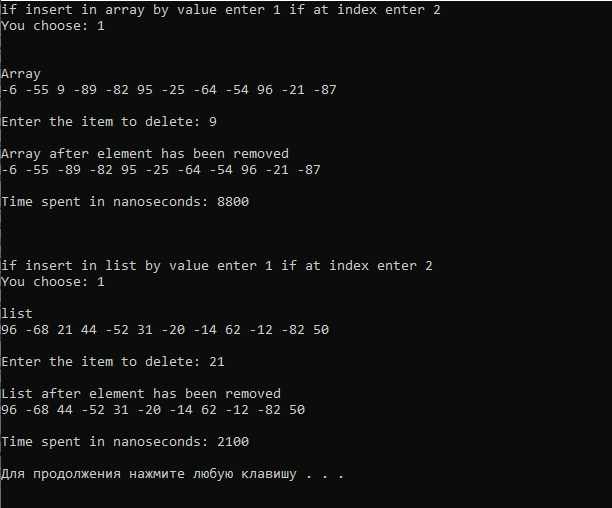 if insert in array by value enter 1 if at index enter 2
You choose: 1
Array
-6 -55 9 -89 -82 95 -25 -64 -54 96 -21 -87
Enter the item to delete: 9
Array after element has been removed
-6 -55 -89 -82 95 -25 -64 -54 96 -21 -87
Time spent in nanoseconds: 8800
if insert in list by value enter 1 if at index enter 2
You choose: 1
list
96 -68 21 44 -52 31 -20 -14 62 -12 -82 50
Enter the item to delete: 21
List after element has been removed
96 -68 44 -52 31 -20 -14 62 -12 -82 50
Time spent in nanoseconds: 2100
Для продолжения нажмите любую клавишу . . .